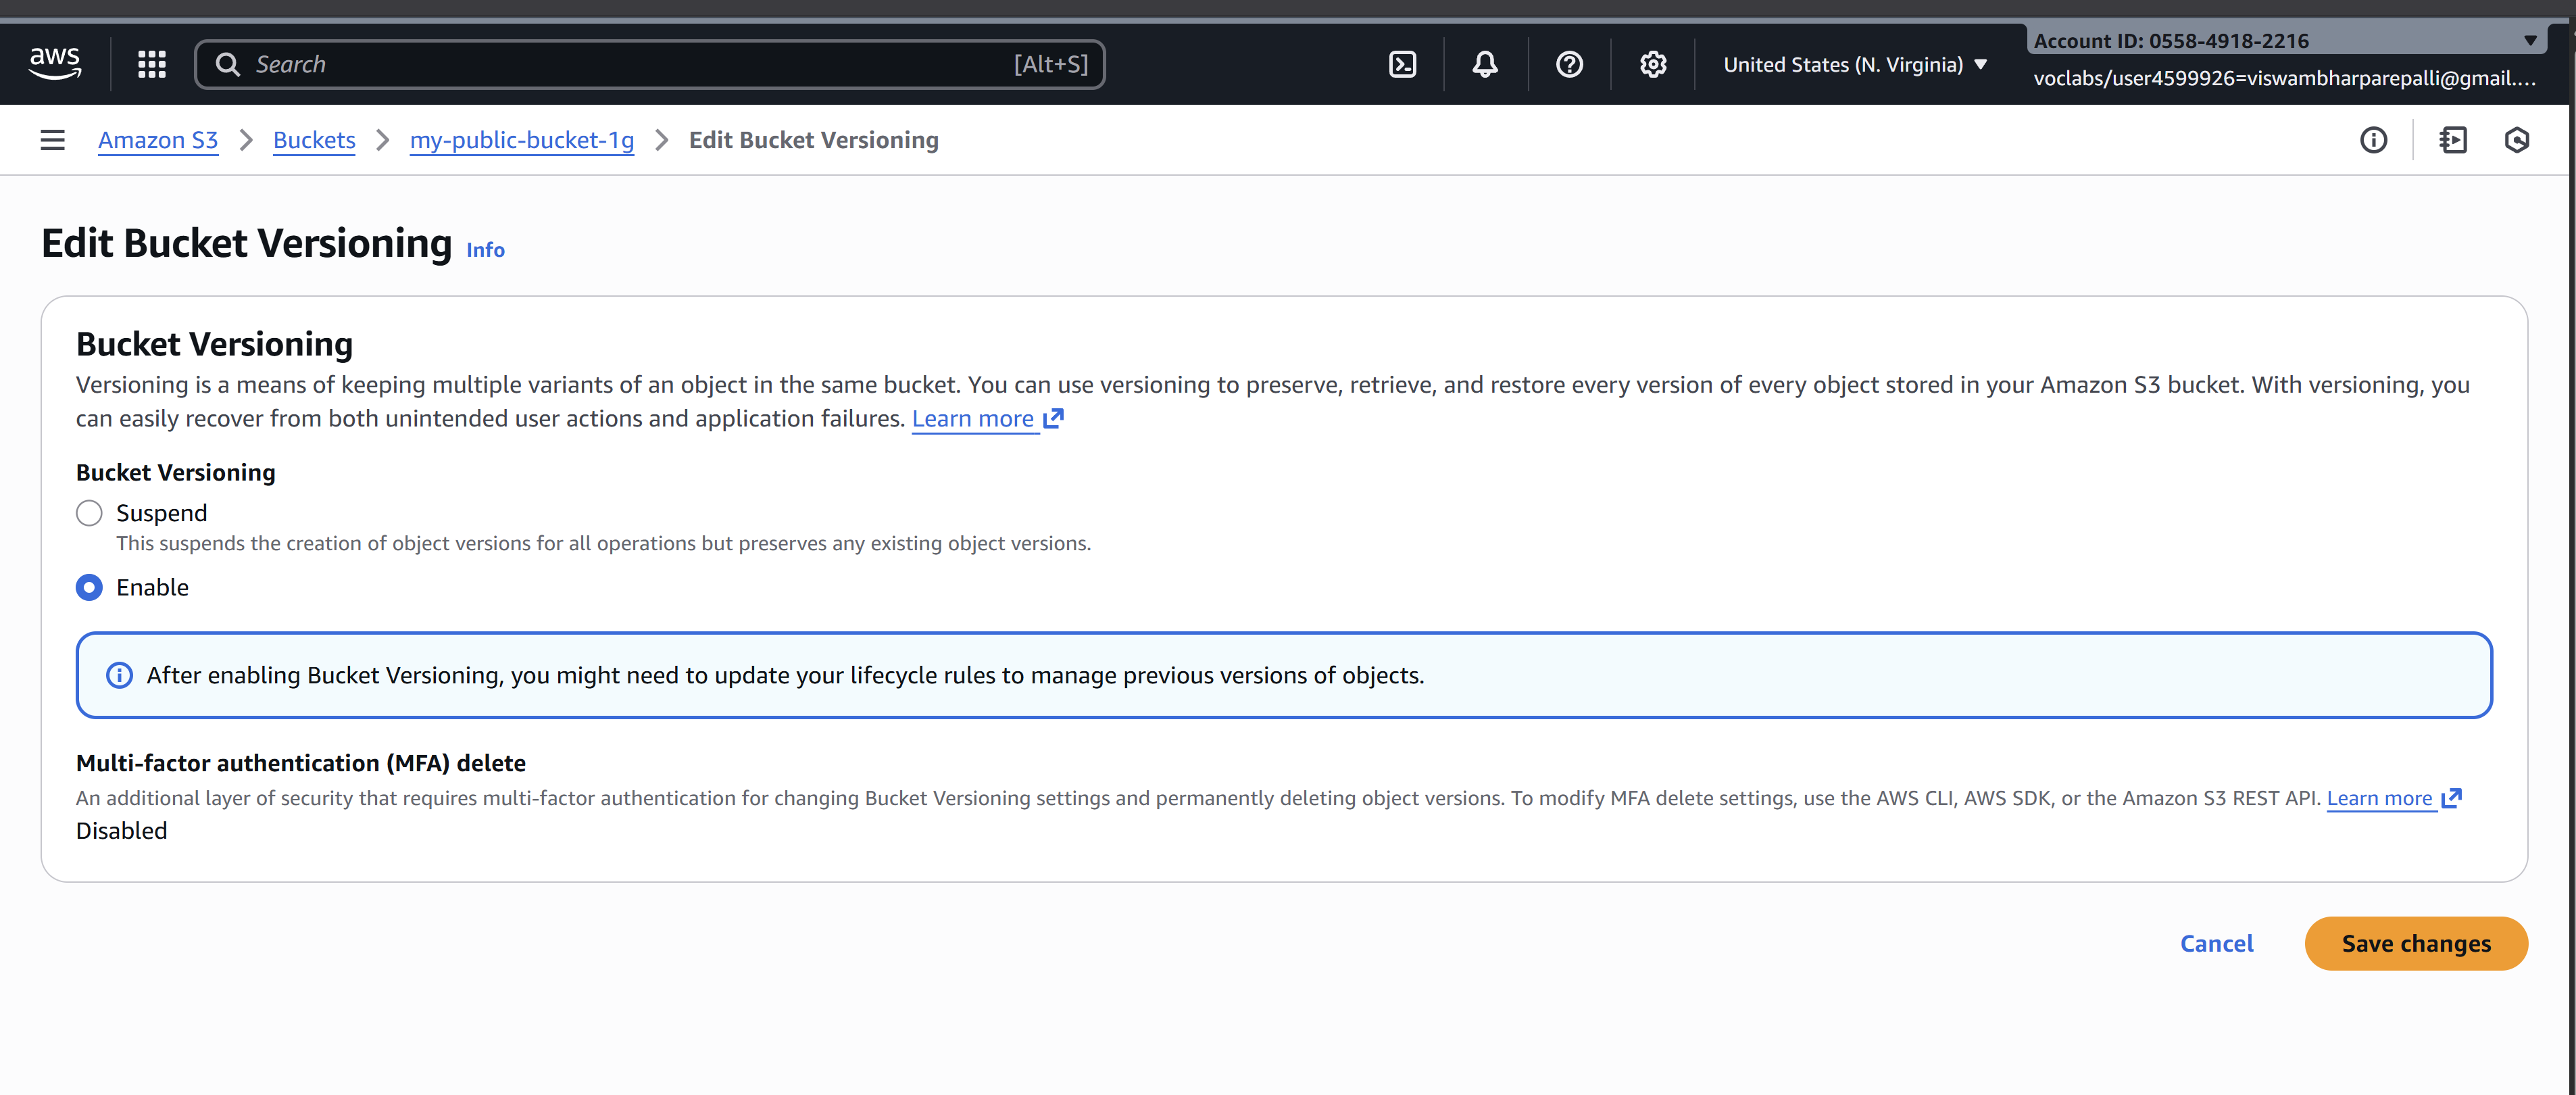 aws
Search [Alt+S]
United States (N. Virginia)
Account ID: 0558-4918-2216
voclabs/user4599926=viswambharparepalli@gmail....
Amazon S3 > Buckets > my-public-bucket-1g > Edit Bucket Versioning
Edit Bucket Versioning Info
Bucket Versioning
Versioning is a means of keeping multiple variants of an object in the same bucket. You can use versioning to preserve, retrieve, and restore every version of every object stored in your Amazon S3 bucket. With versioning, you
can easily recover from both unintended user actions and application failures. Learn more
Bucket Versioning
Suspend
This suspends the creation of object versions for all operations but preserves any existing object versions.
Enable
After enabling Bucket Versioning, you might need to update your lifecycle rules to manage previous versions of objects.
Multi-factor authentication (MFA) delete
An additional layer of security that requires multi-factor authentication for changing Bucket Versioning settings and permanently deleting object versions. To modify MFA delete settings, use the AWS CLI, AWS SDK, or the Amazon S3 REST API. Learn more
Disabled
Cancel
Save changes